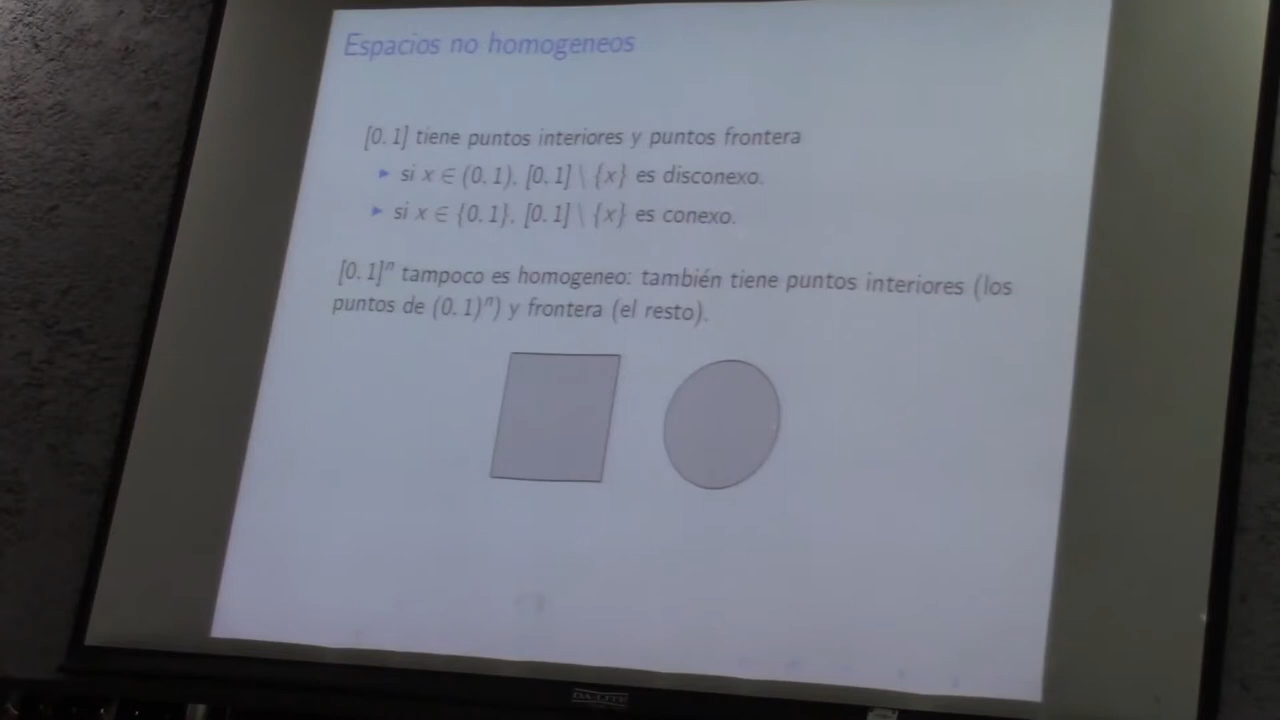 Espacios no homogeneos
[0, 1] tiene puntos interiores y puntos frontera
▸ si x ∈ (0, 1), [0, 1] \ {x} es disconexo.
▸ si x ∈ {0, 1}, [0, 1] \ {x} es conexo.
[0, 1]ⁿ tampoco es homogeneo: también tiene puntos interiores (los
puntos de (0, 1)ⁿ) y frontera (el resto).
DA-LITE